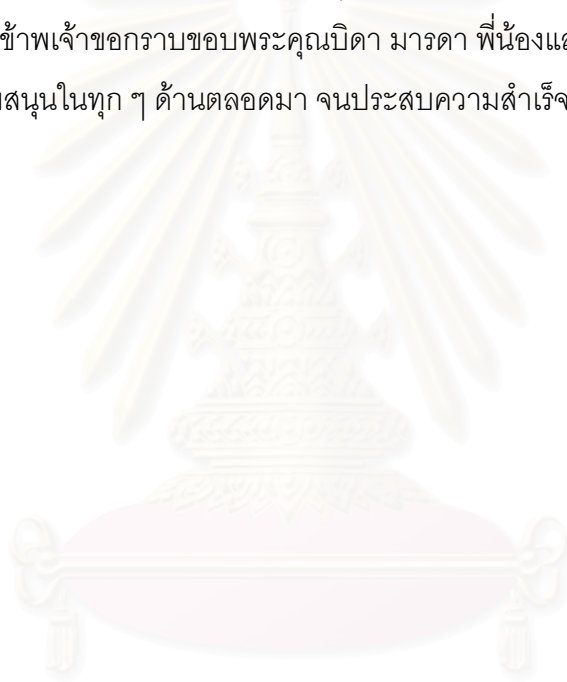 ข้าพเจ้าขอกราบขอบพระคุณบิดา มารดา พี่น้องแล
สนุนในทุก ๆ ด้านตลอดมา จนประสบความสำเร็จ